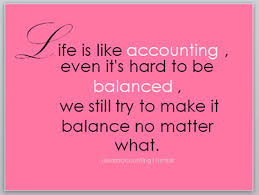 Life is like accounting ,
even it's hard to be
balanced ,
we still try to make it
balance no matter
what.